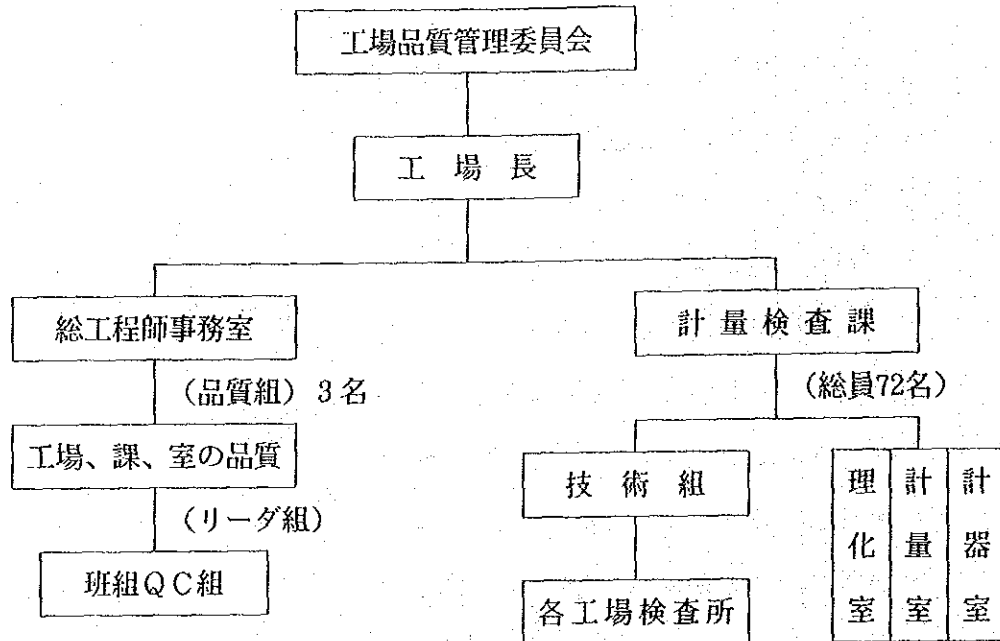 工場品質管理委員会
工場長
総工程師事務室
計量検査課
（品質組）3名
（総員72名）
工場、課、室の品質
技術組
理化室
計量室
計器室
（リーダ組）
班組QC組
各工場検査所